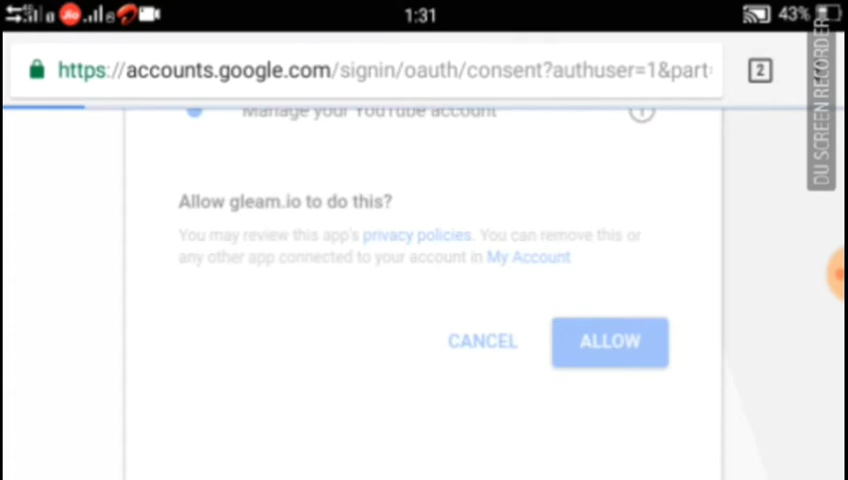 1:31
43%
https://accounts.google.com/signin/oauth/consent?authuser=1&part
2
Manage your YouTube account
Allow gleam.io to do this?
You may review this app's privacy policies. You can remove this or
any other app connected to your account in My Account
CANCEL
ALLOW
DU SCREEN RECORDER